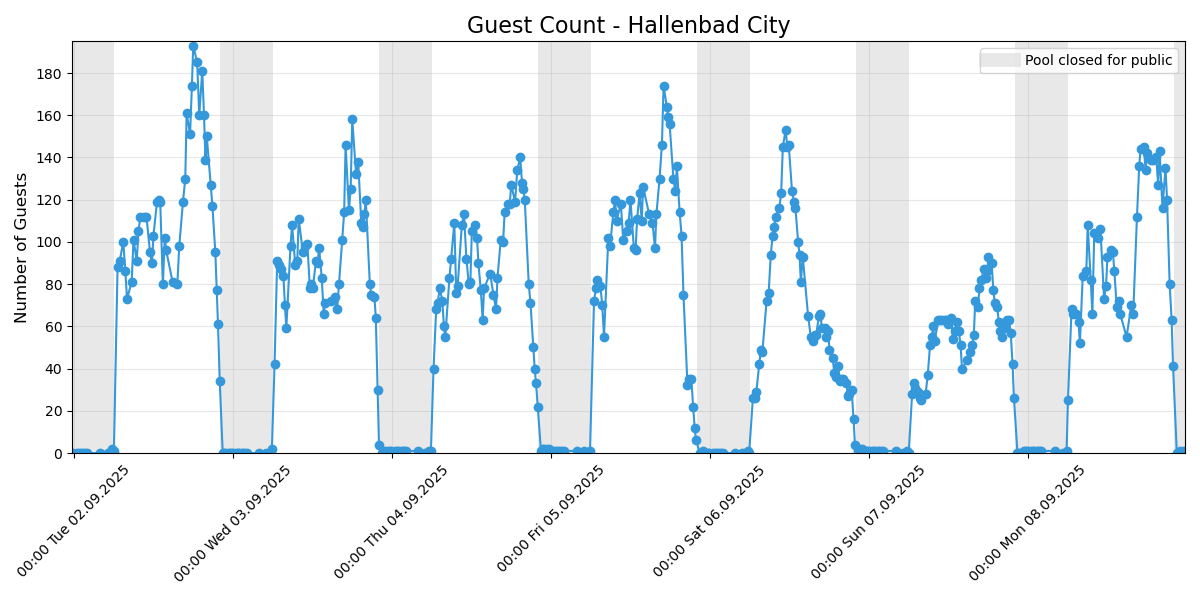 Guest Count - Hallenbad City
Pool closed for public
Number of Guests
180
160
140
120
100
80
60
40
20
0
00:00 Tue 02.09.2025
00:00 Wed 03.09.2025
00:00 Thu 04.09.2025
00:00 Fri 05.09.2025
00:00 Sat 06.09.2025
00:00 Sun 07.09.2025
00:00 Mon 08.09.2025